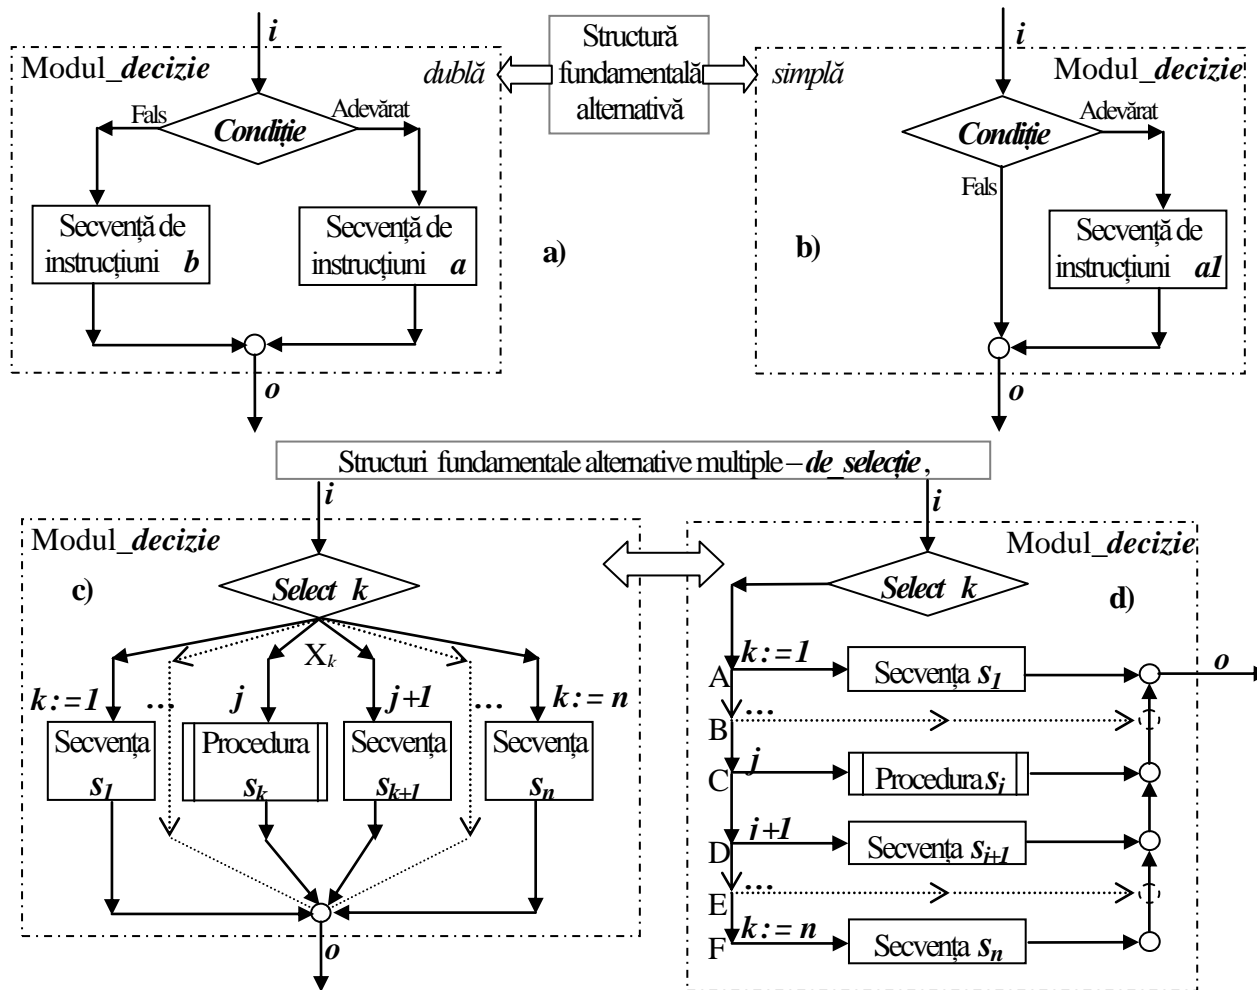 i
Structură
fundamentală
alternativă
i
Modul_decizie
dublă
simplă
Modul_decizie
Fals
Adevărat
Condiție
Adevărat
Condiție
Fals
Secvență de
instrucțiuni b
Secvență de
instrucțiuni a
a)
b)
Secvență de
instrucțiuni a1
o
o
Structuri fundamentale alternative multiple – de_selecție,
i
i
Modul_decizie
Modul_decizie
c)
Select k
Select k
d)
Xk
k:=1
...
j
j+1
...
k:= n
Secvența
s1
Procedura
sk
Secvența
sk+1
Secvența
sn
o
A
k:=1
Secvența s1
o
B
...
C
j
Procedura sj
D
j+1
Secvența sj+1
E
...
F
k:= n
Secvența sn